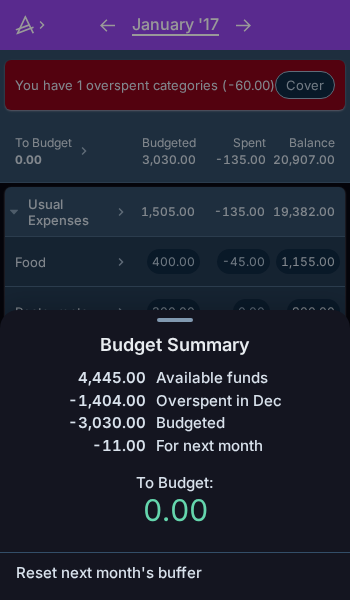 January '17
You have 1 overspent categories (-60.00) Cover
To Budget Budgeted Spent Balance
0.00 3,030.00 -135.00 20,907.00
Usual Expenses 1,505.00 -135.00 19,382.00
Food 400.00 -45.00 1,155.00
Budget Summary
4,445.00 Available funds
-1,404.00 Overspent in Dec
-3,030.00 Budgeted
-11.00 For next month
To Budget:
0.00
Reset next month's buffer